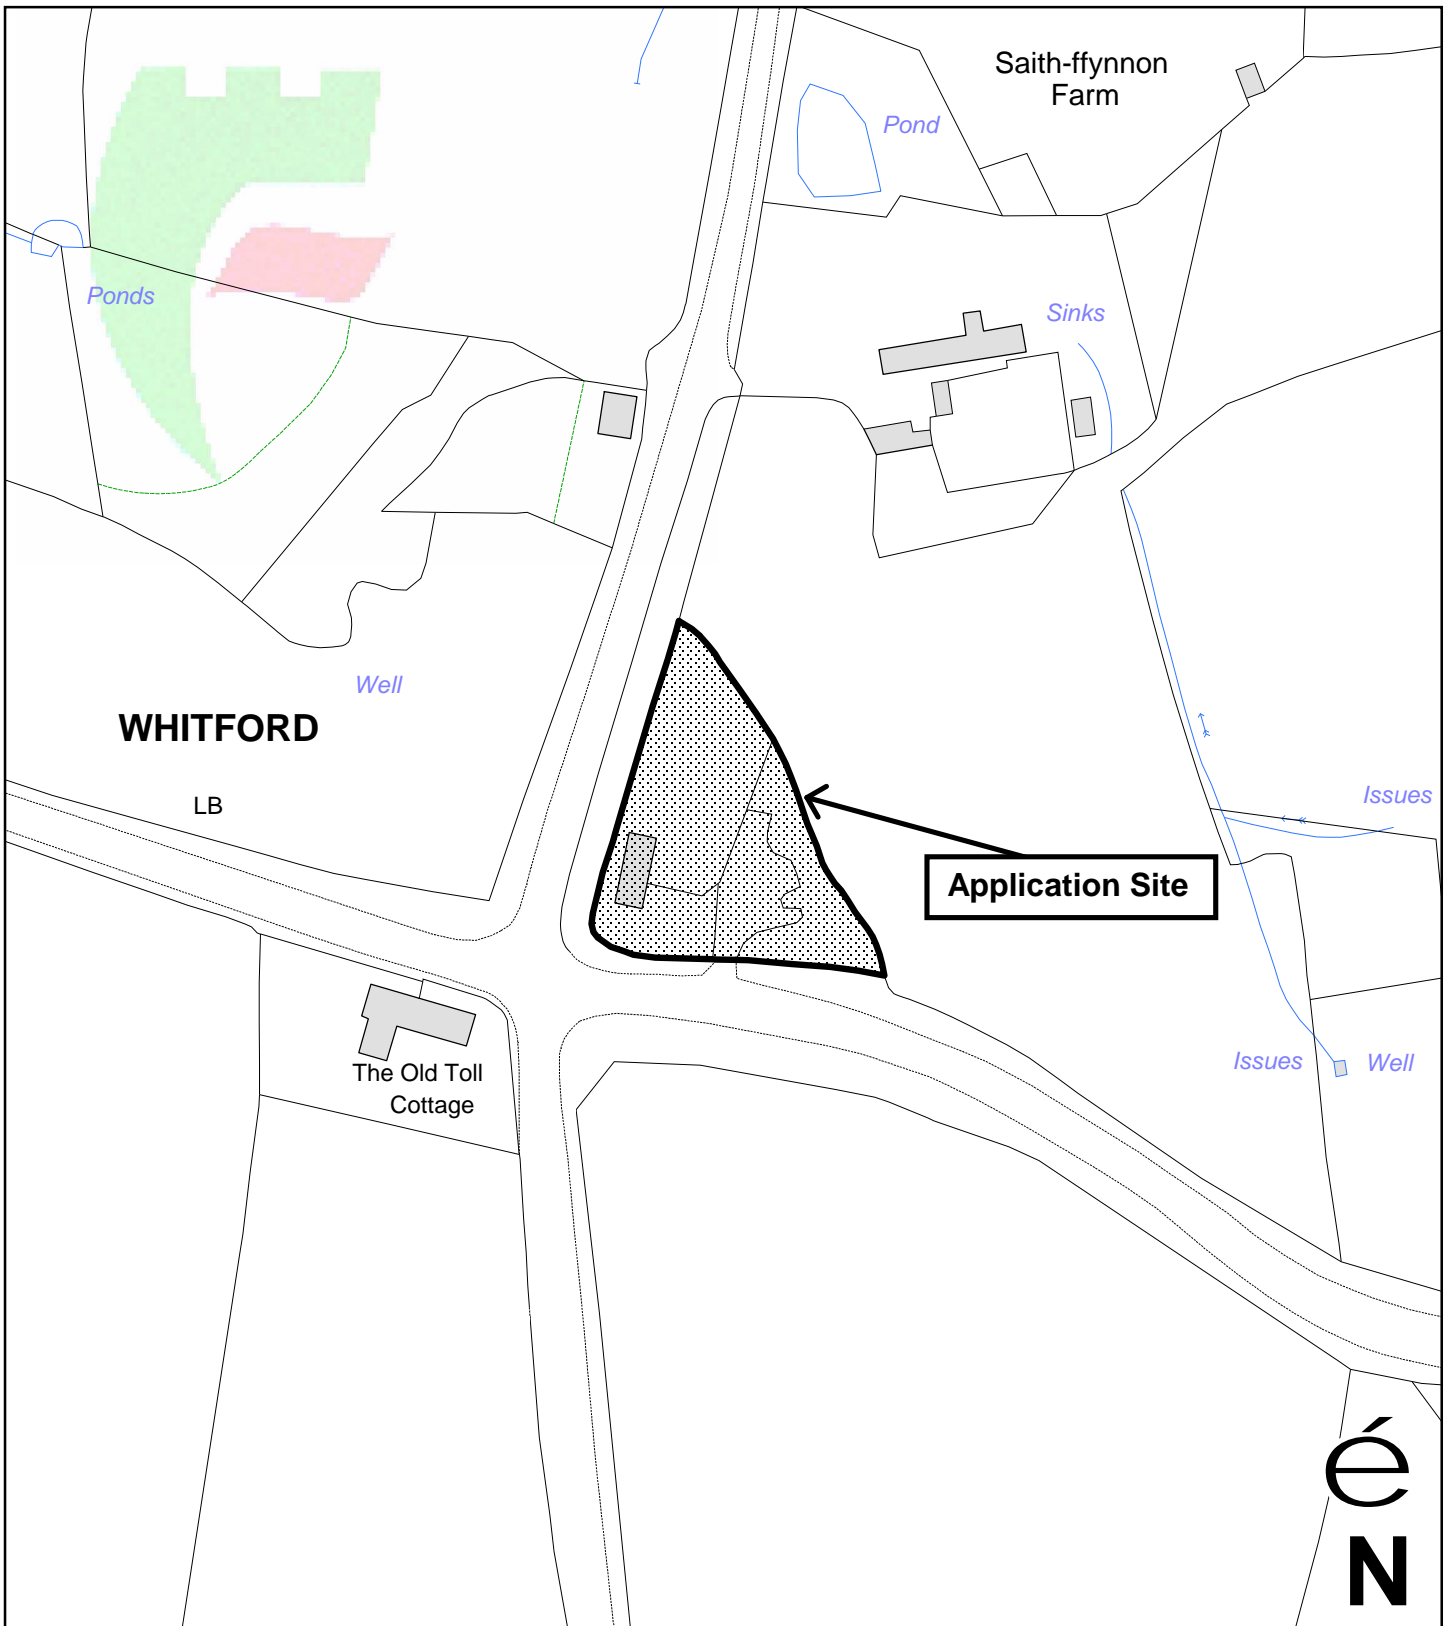 Saith-ffynnon
Farm
Pond
Ponds
Sinks
Well
WHITFORD
LB
Issues
Application Site
Issues
Well
The Old Toll
Cottage
é
N